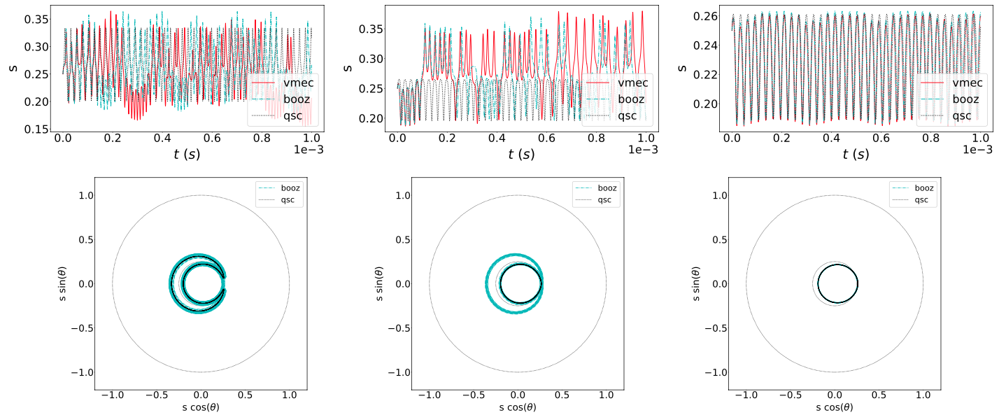 0.35
0.30
0.25
0.20
0.15
s
vmec
booz
qsc
0.0 0.2 0.4 0.6 0.8 1.0
1e−3
t (s)
0.35
0.30
0.25
0.20
s
vmec
booz
qsc
0.0 0.2 0.4 0.6 0.8 1.0
1e−3
t (s)
0.26
0.24
0.22
0.20
s
vmec
booz
qsc
0.0 0.2 0.4 0.6 0.8 1.0
1e−3
t (s)
1.0
0.5
0.0
−0.5
−1.0
s sin(θ)
booz
qsc
−1.0 −0.5 0.0 0.5 1.0
s cos(θ)
1.0
0.5
0.0
−0.5
−1.0
s sin(θ)
booz
qsc
−1.0 −0.5 0.0 0.5 1.0
s cos(θ)
1.0
0.5
0.0
−0.5
−1.0
s sin(θ)
booz
qsc
−1.0 −0.5 0.0 0.5 1.0
s cos(θ)